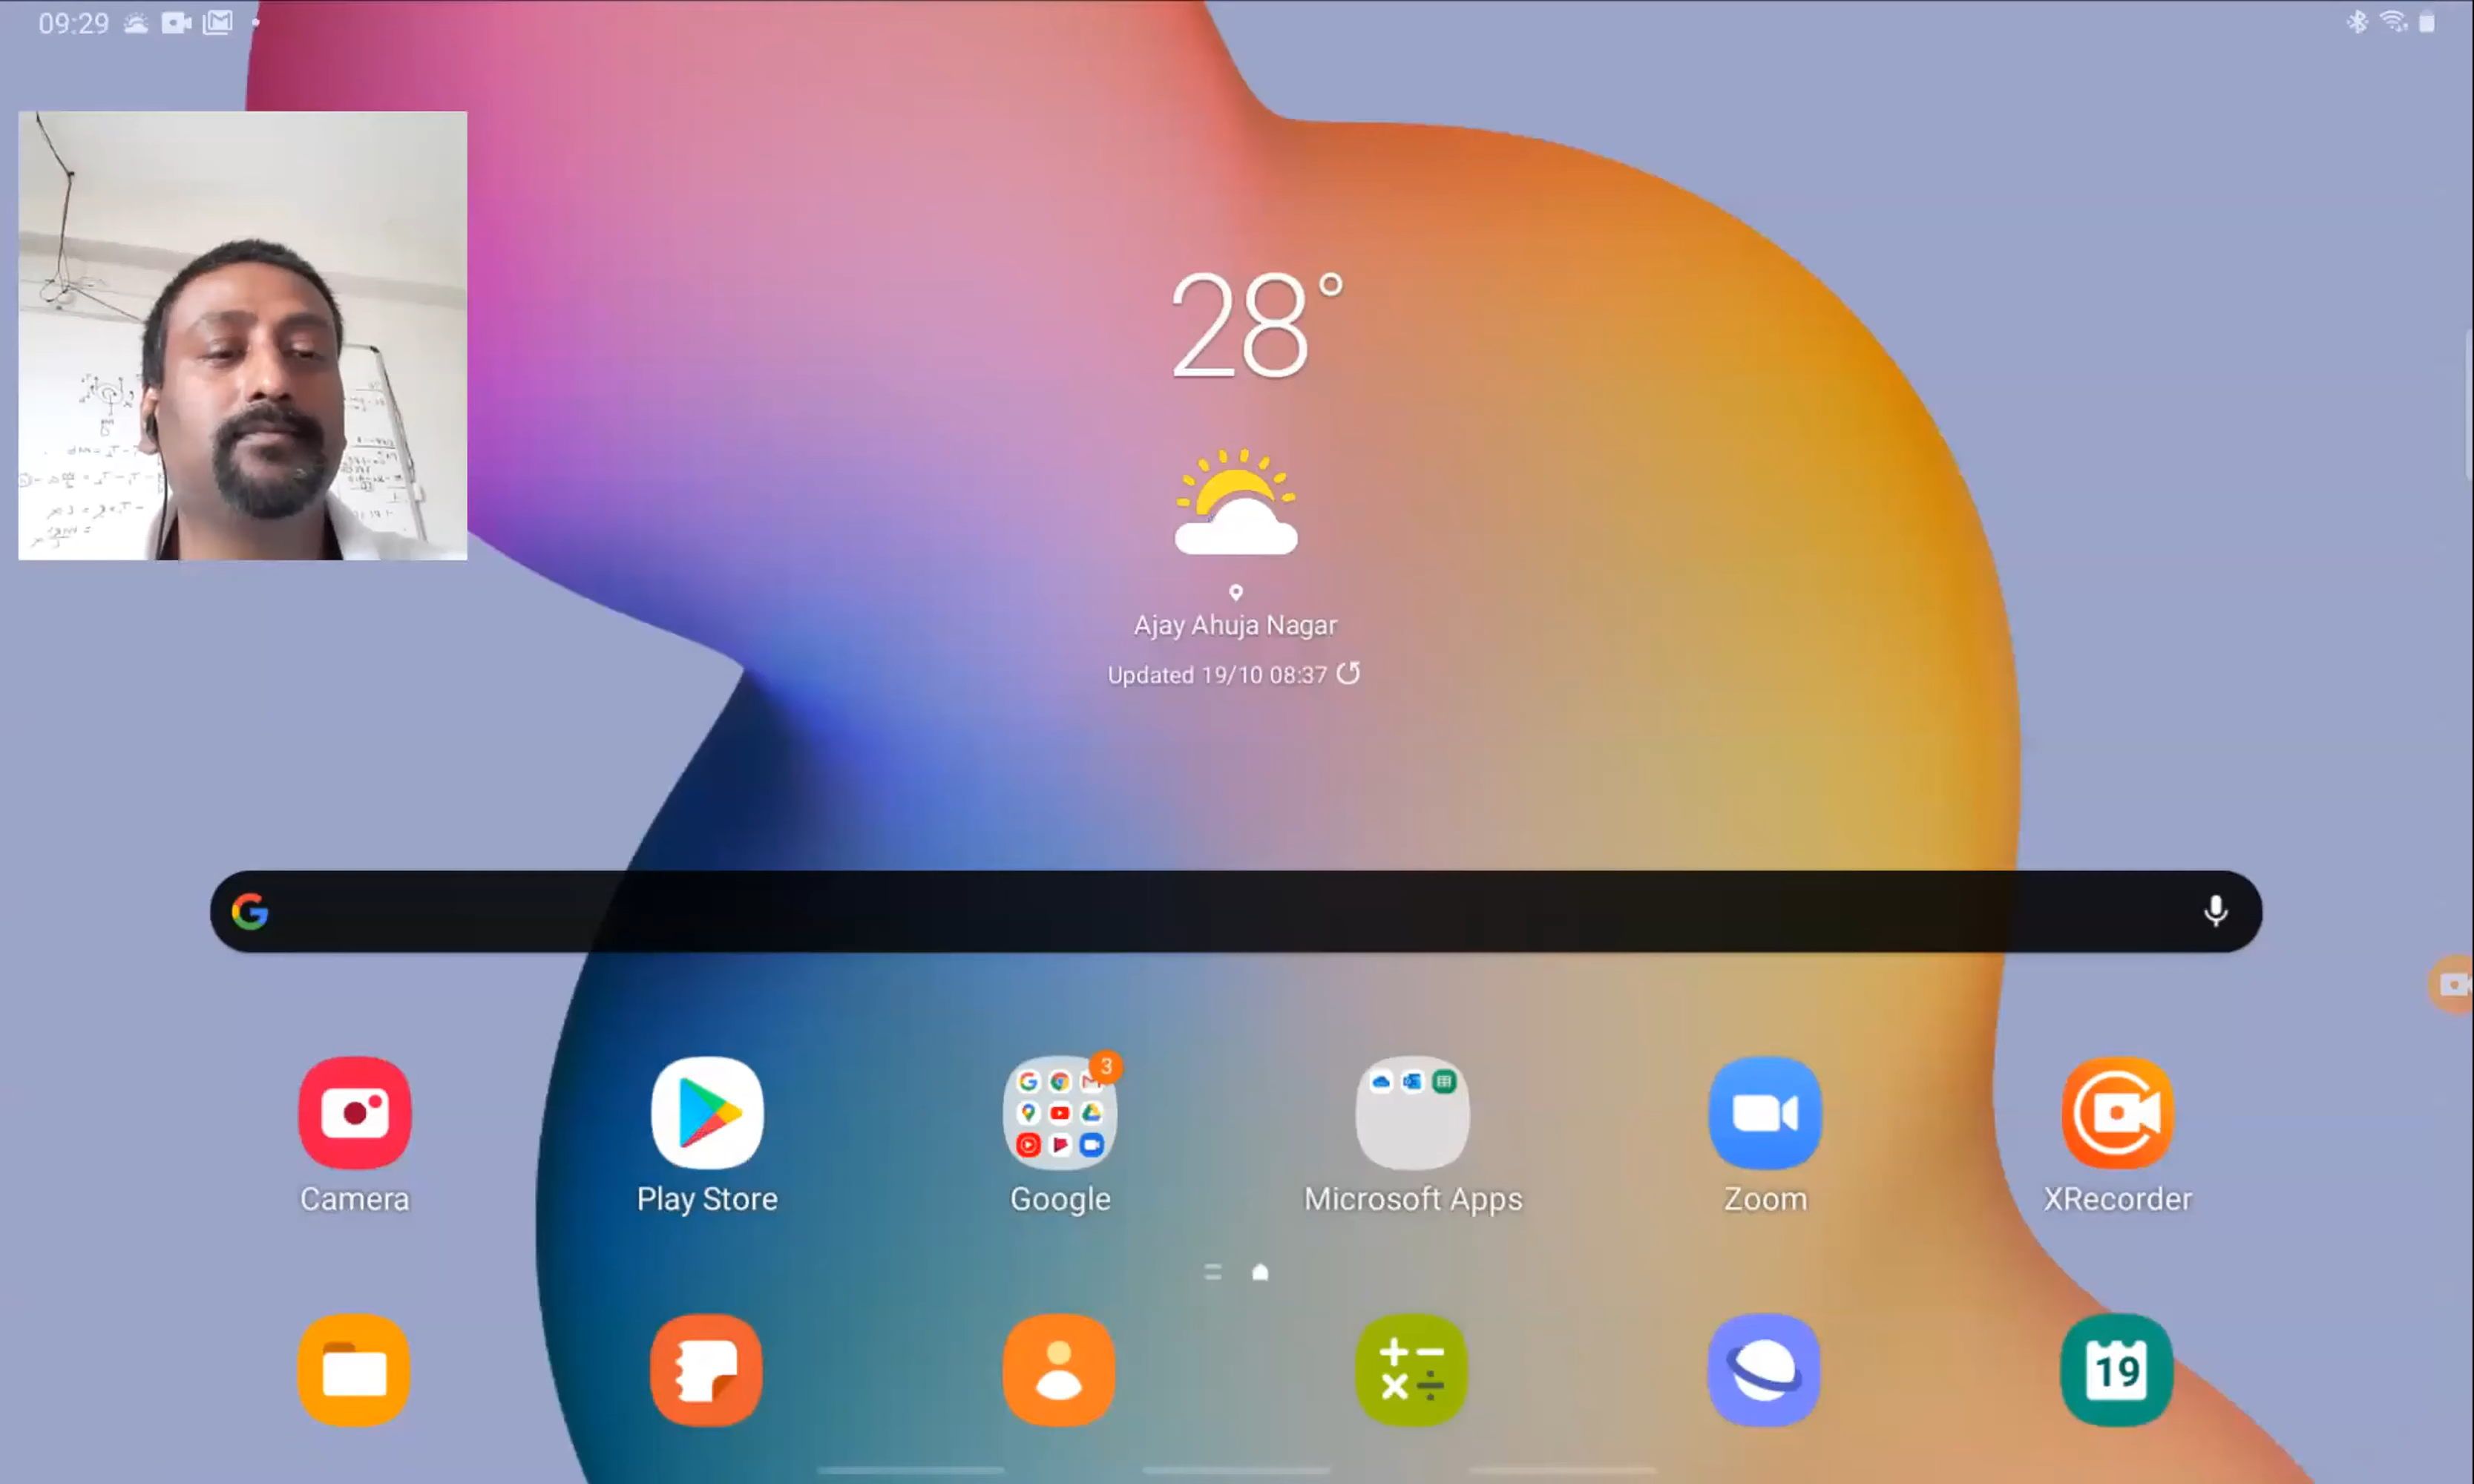 09:29
28°
Ajay Ahuja Nagar
Updated 19/10 08:37
3
Camera
Play Store
Google
Microsoft Apps
Zoom
XRecorder
19